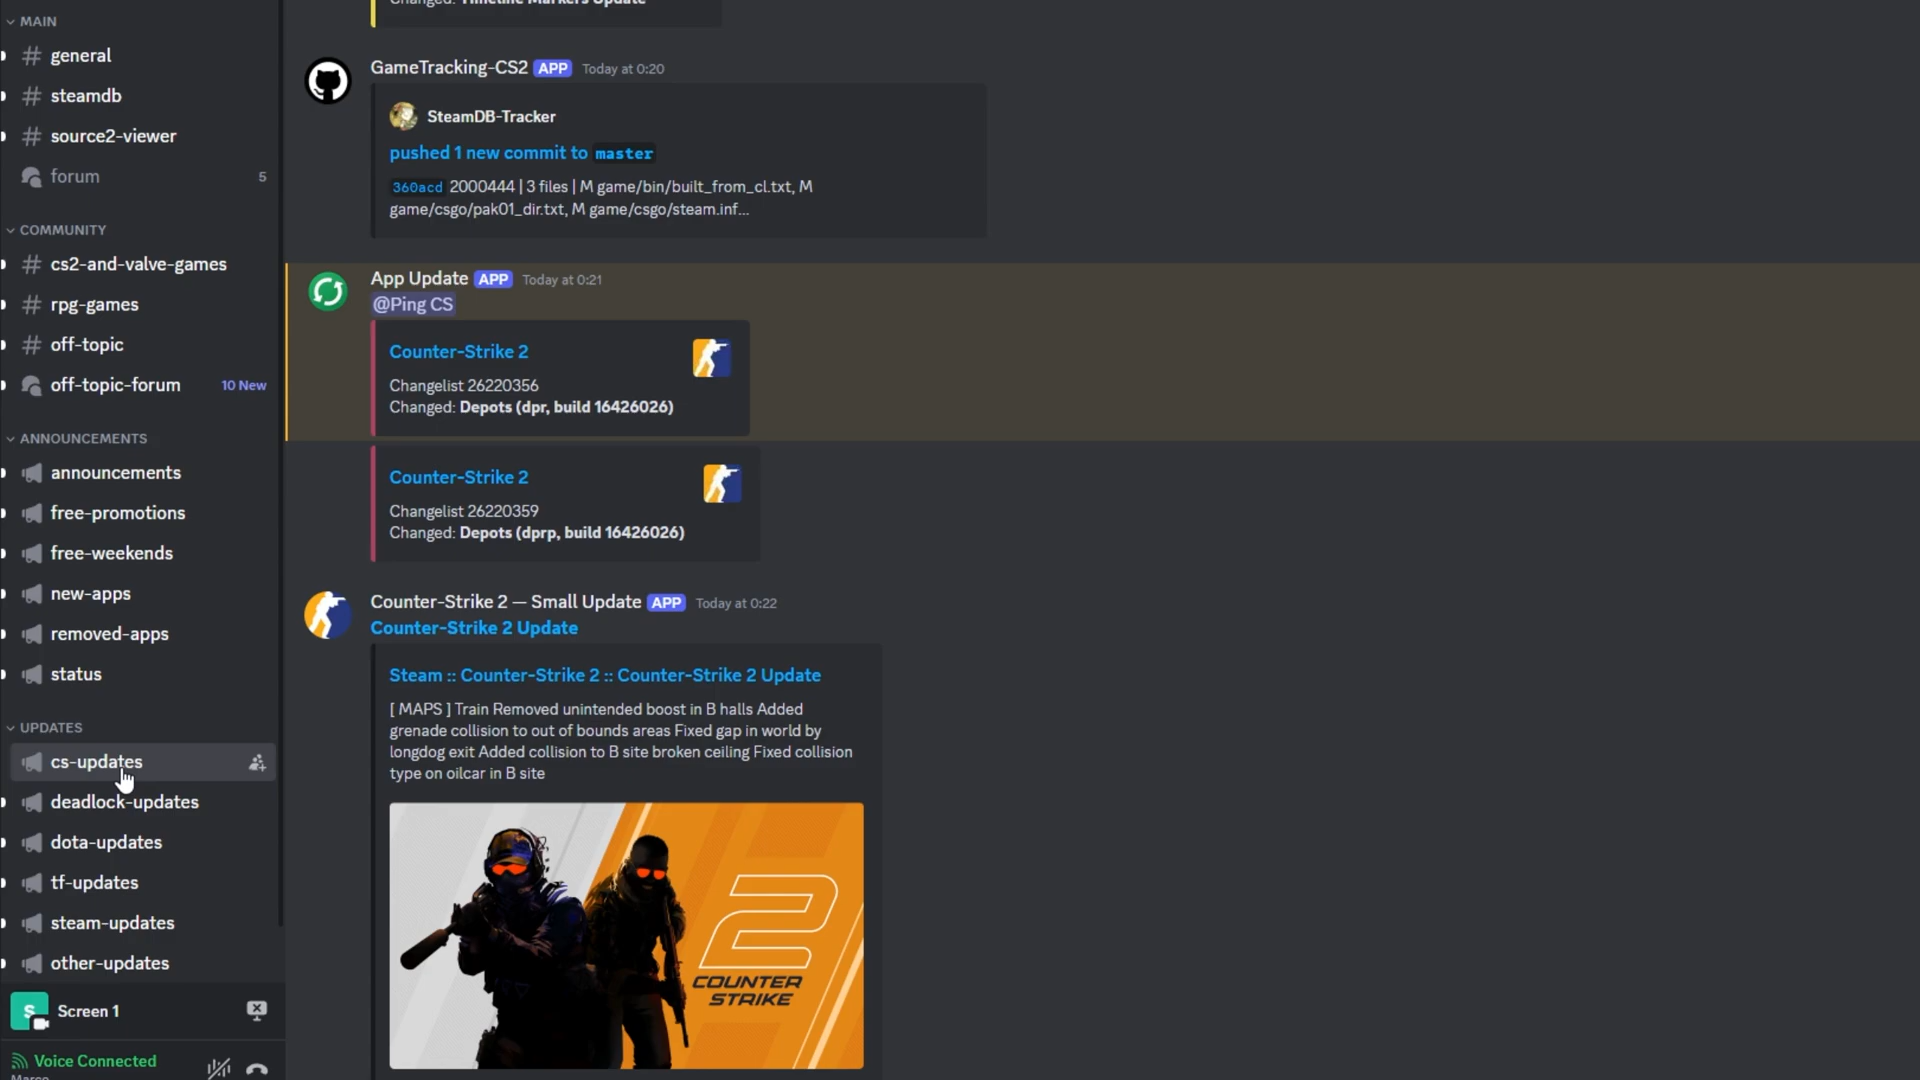 MAIN
general
steamdb
source2-viewer
forum
5
COMMUNITY
cs2-and-valve-games
rpg-games
off-topic
off-topic-forum
10 New
ANNOUNCEMENTS
announcements
free-promotions
free-weekends
new-apps
removed-apps
status
UPDATES
cs-updates
deadlock-updates
dota-updates
tf-updates
steam-updates
other-updates
S
Screen 1
Voice Connected
Changed: Timeline Markers Update
GameTracking-CS2 APP Today at 0:20
SteamDB-Tracker
pushed 1 new commit to master
360acd 2000444 | 3 files | M game/bin/built_from_cl.txt, M
game/csgo/pak01_dir.txt, M game/csgo/steam.inf...
App Update APP Today at 0:21
@Ping CS
Counter-Strike 2
Changelist 26220356
Changed: Depots (dpr, build 16426026)
Counter-Strike 2
Changelist 26220359
Changed: Depots (dprp, build 16426026)
Counter-Strike 2 — Small Update APP Today at 0:22
Counter-Strike 2 Update
Steam :: Counter-Strike 2 :: Counter-Strike 2 Update
[ MAPS ] Train Removed unintended boost in B halls Added
grenade collision to out of bounds areas Fixed gap in world by
longdog exit Added collision to B site broken ceiling Fixed collision
type on oilcar in B site
2
COUNTER
STRIKE